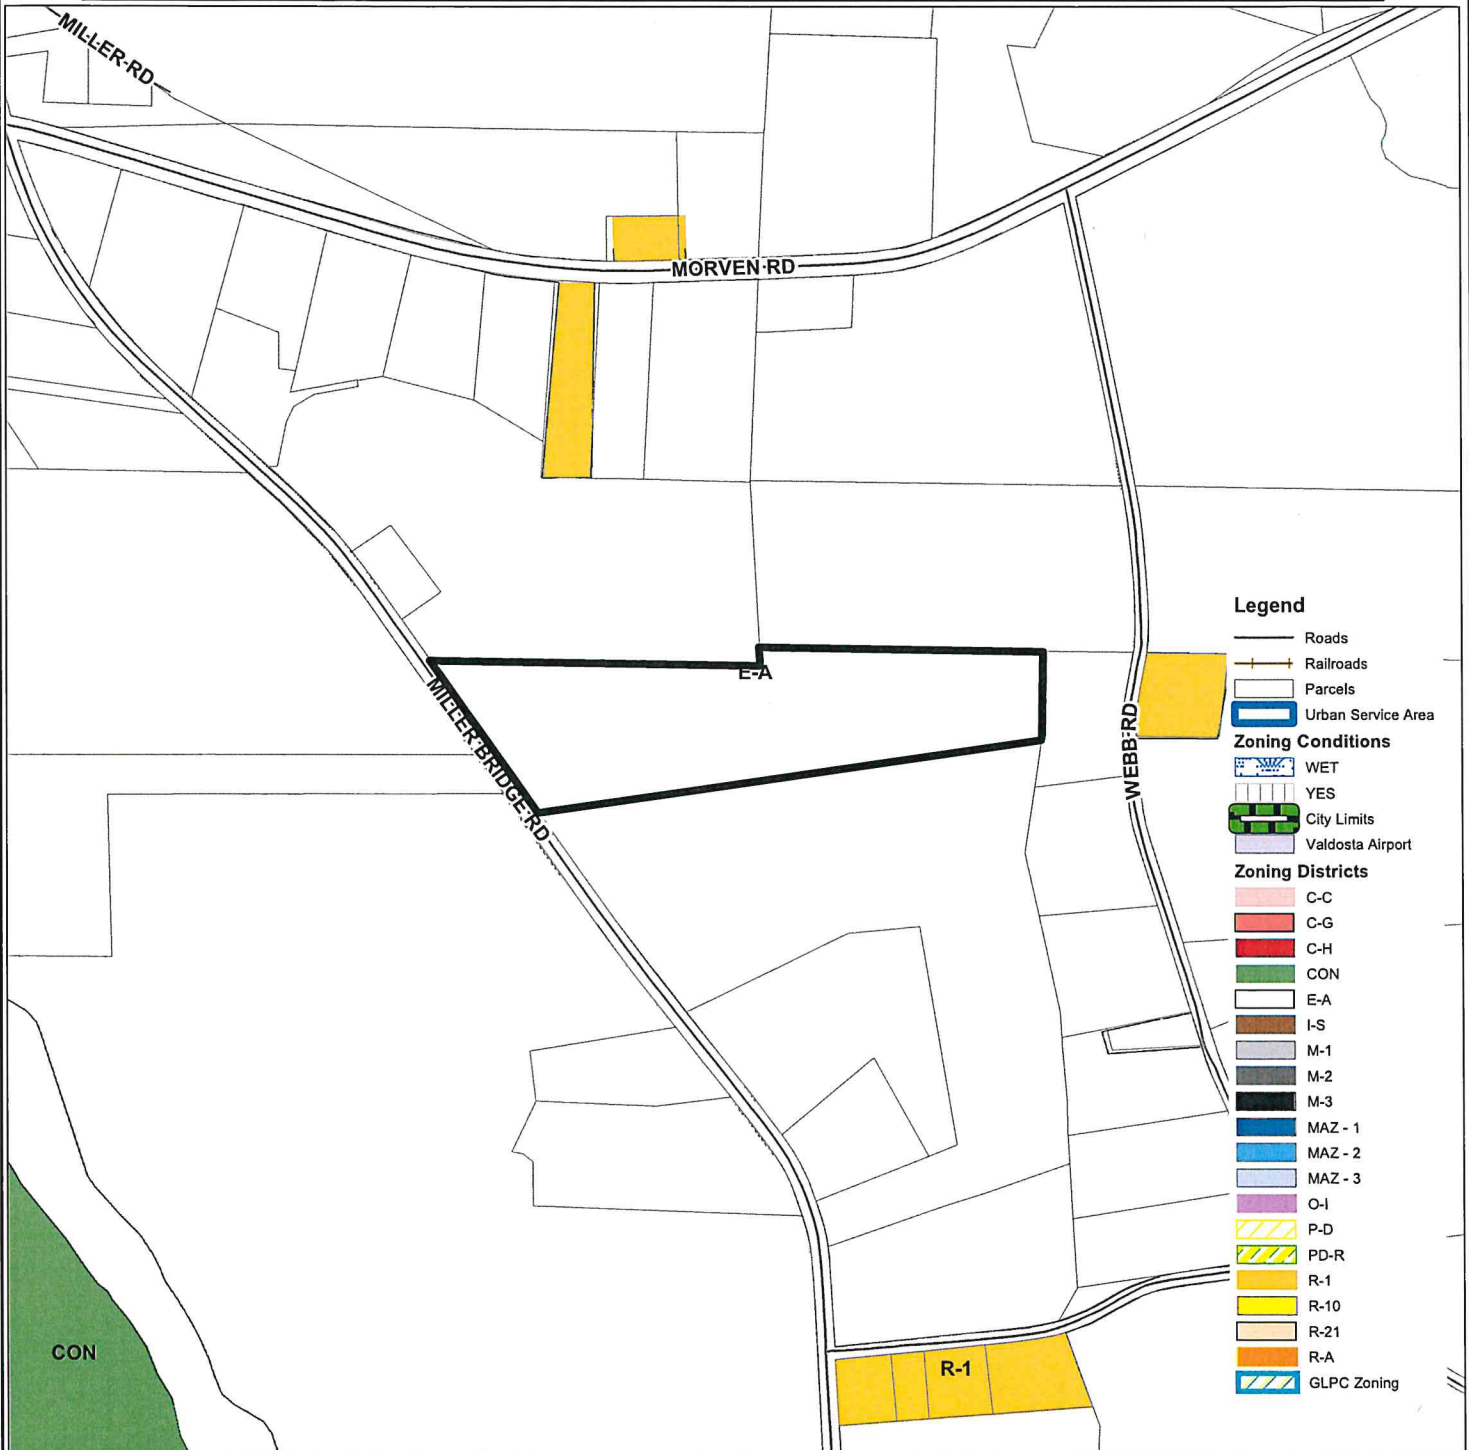 MILLER RD
MORVEN RD
E-A
MILLER BRIDGE RD
WEBB RD
CON
R-1
Legend
Roads
Railroads
Parcels
Urban Service Area
Zoning Conditions
WET
YES
City Limits
Valdosta Airport
Zoning Districts
C-C
C-G
C-H
CON
E-A
I-S
M-1
M-2
M-3
MAZ - 1
MAZ - 2
MAZ - 3
O-I
P-D
PD-R
R-1
R-10
R-21
R-A
GLPC Zoning